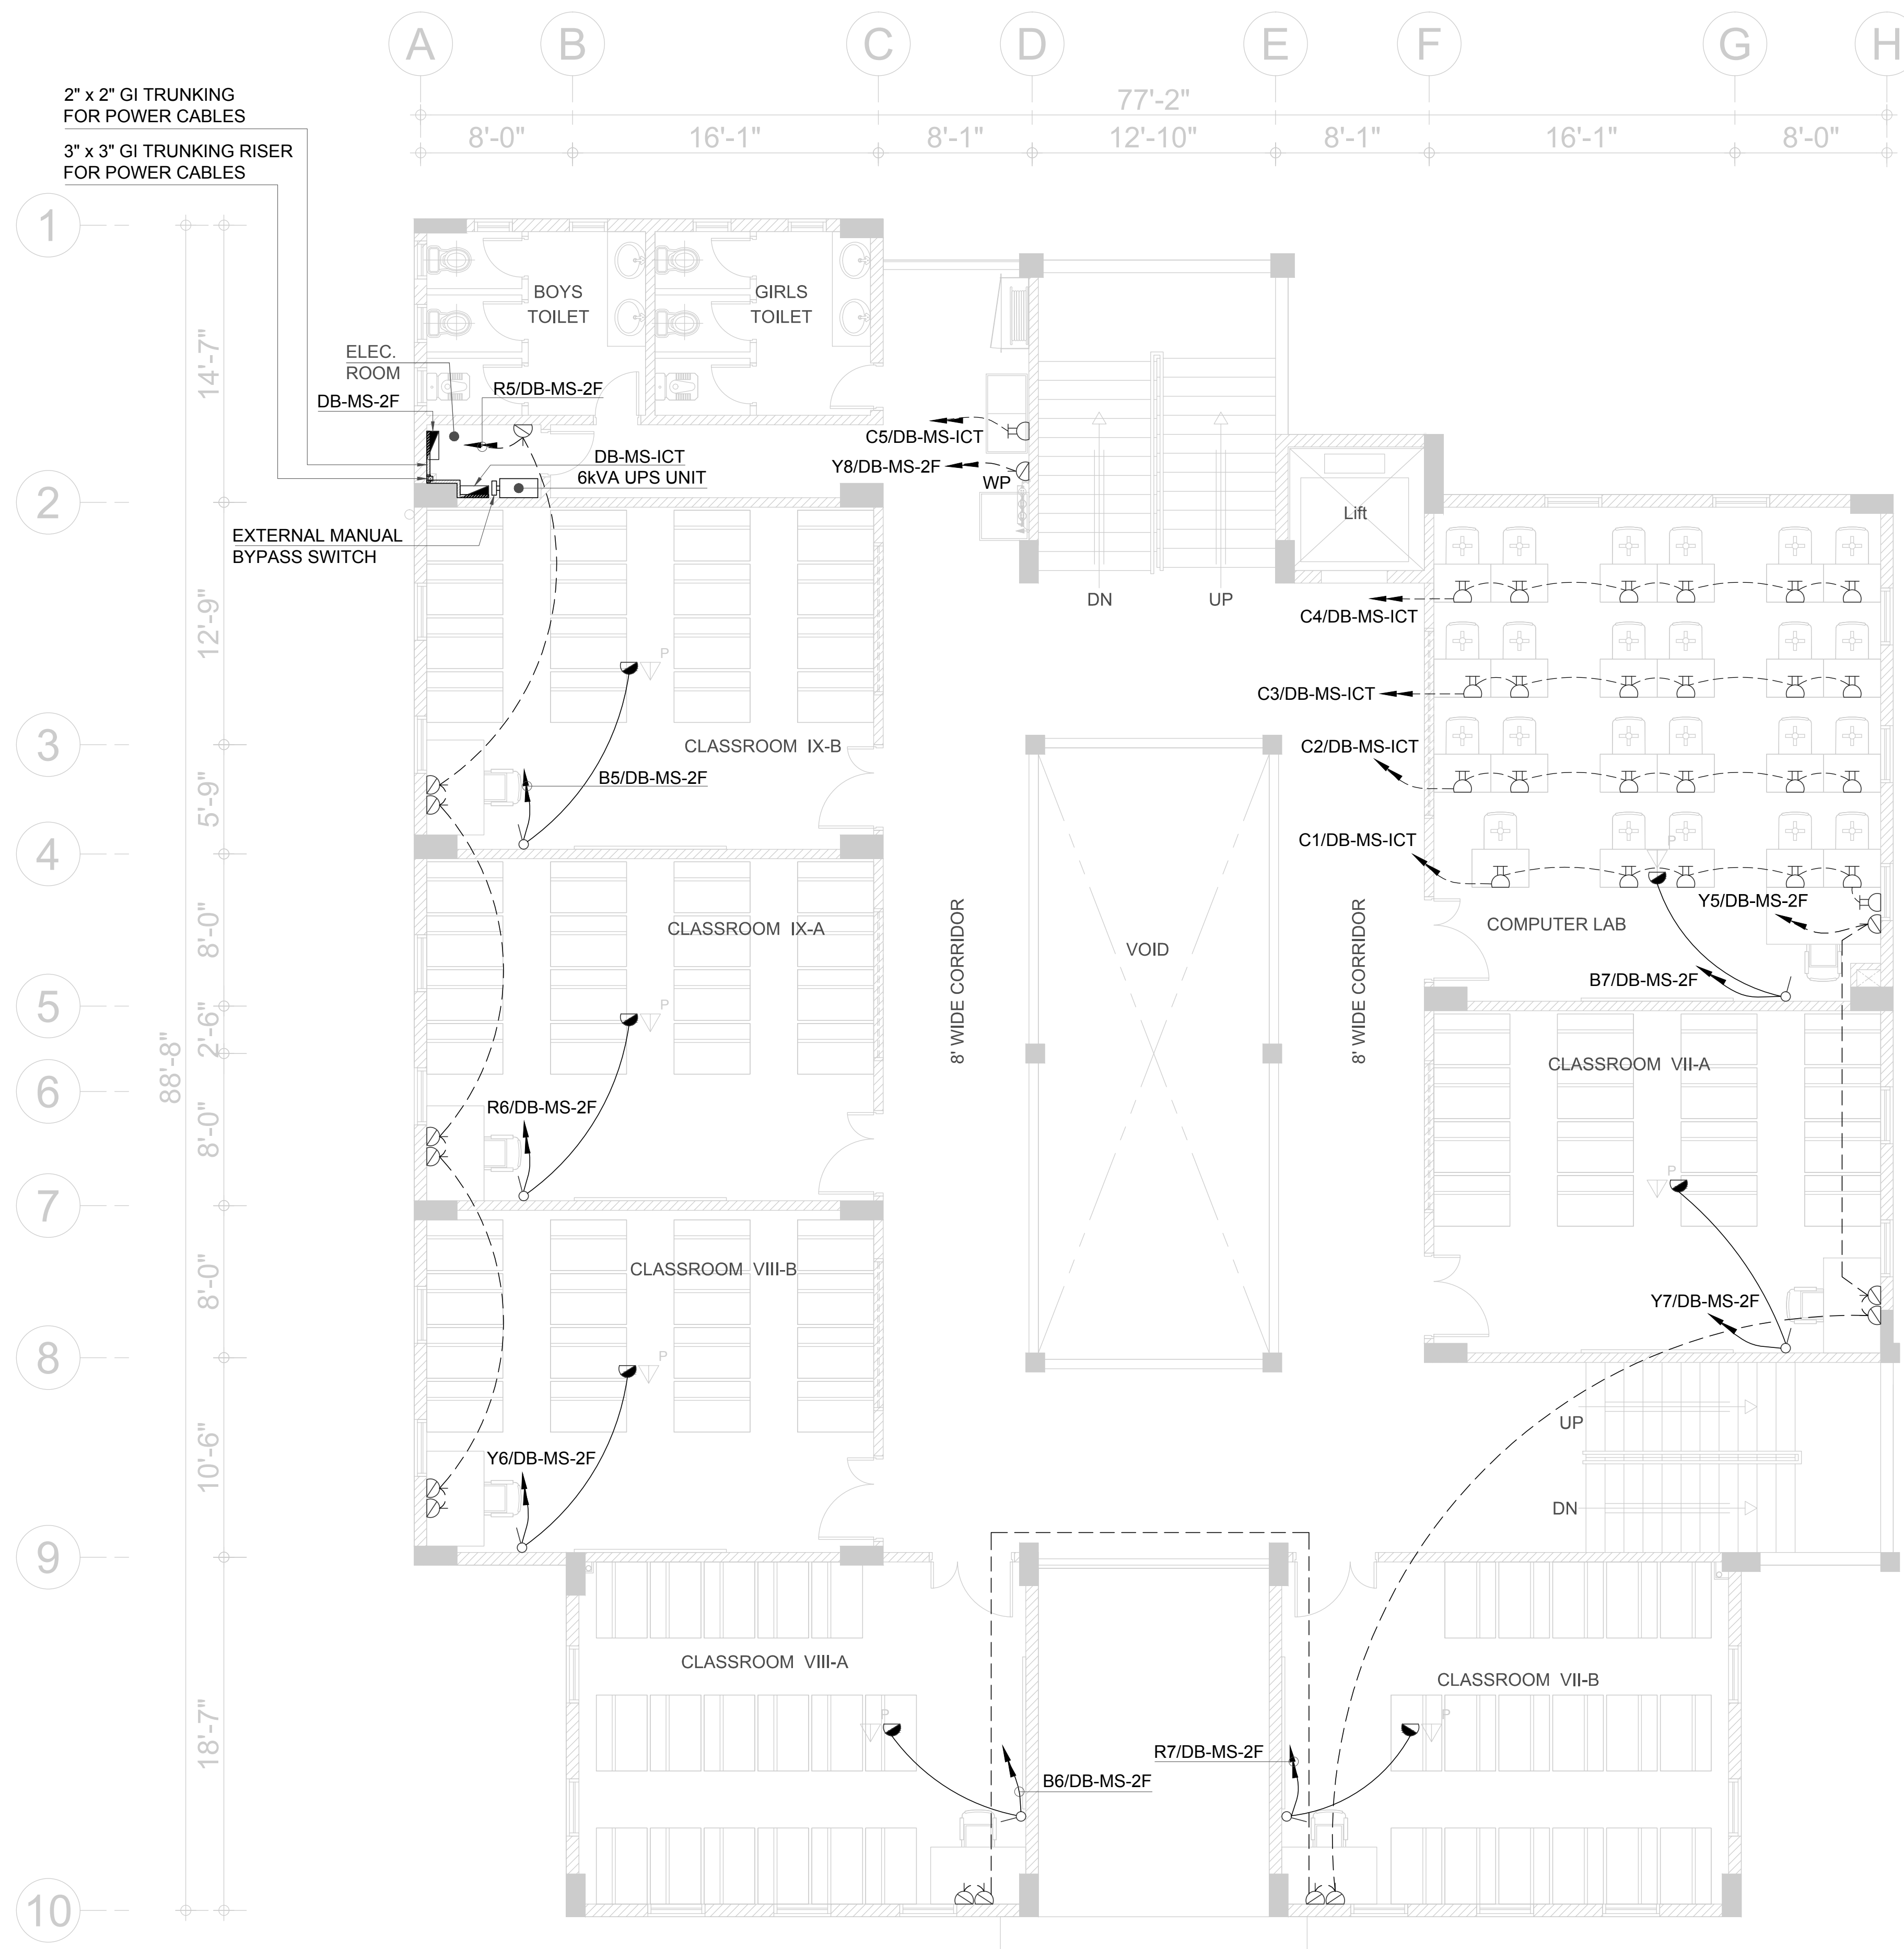 A
B
C
D
E
F
G
H
77'-2"
8'-0"
16'-1"
8'-1"
12'-10"
8'-1"
16'-1"
8'-0"
2" x 2" GI TRUNKING
FOR POWER CABLES
3" x 3" GI TRUNKING RISER
FOR POWER CABLES
1
2
3
4
5
6
7
8
9
10
88'-8"
14'-7"
12'-9"
5'-9"
8'-0"
2'-6"
8'-0"
8'-0"
10'-6"
18'-7"
BOYS
TOILET
GIRLS
TOILET
ELEC.
ROOM
R5/DB-MS-2F
DB-MS-2F
DB-MS-ICT
6kVA UPS UNIT
EXTERNAL MANUAL
BYPASS SWITCH
C5/DB-MS-ICT
Y8/DB-MS-2F
WP
Lift
DN
UP
C4/DB-MS-ICT
C3/DB-MS-ICT
C2/DB-MS-ICT
C1/DB-MS-ICT
P
CLASSROOM IX-B
B5/DB-MS-2F
CLASSROOM IX-A
P
R6/DB-MS-2F
CLASSROOM VIII-B
P
Y6/DB-MS-2F
8' WIDE CORRIDOR
VOID
8' WIDE CORRIDOR
P
Y5/DB-MS-2F
COMPUTER LAB
B7/DB-MS-2F
CLASSROOM VII-A
P
Y7/DB-MS-2F
UP
DN
CLASSROOM VIII-A
P
B6/DB-MS-2F
R7/DB-MS-2F
CLASSROOM VII-B
P